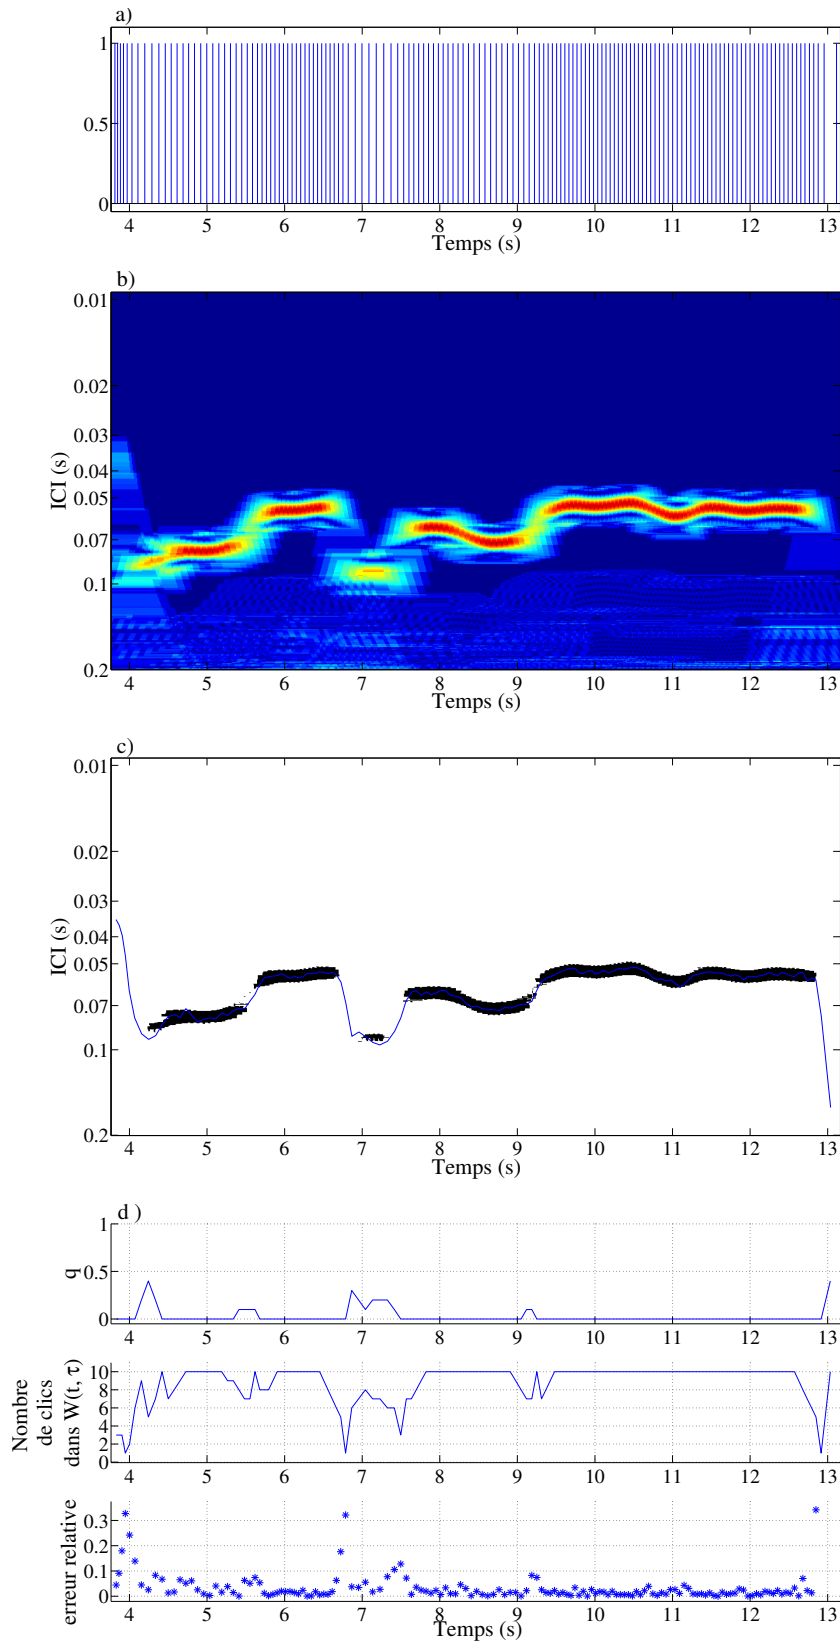 a)
1
0.5
0
4 5 6 7 8 9 10 11 12 13
Temps (s)
b)
ICI (s)
0.01
0.02
0.03
0.04
0.05
0.07
0.1
0.2
4 5 6 7 8 9 10 11 12 13
Temps (s)
c)
ICI (s)
0.01
0.02
0.03
0.04
0.05
0.07
0.1
0.2
4 5 6 7 8 9 10 11 12 13
Temps (s)
d )
q
1
0.5
0
4 5 6 7 8 9 10 11 12 13
Nombre
de clics
dans W(t, τ)
10
8
6
4
2
0
4 5 6 7 8 9 10 11 12 13
erreur relative
0.3
0.2
0.1
0
4 5 6 7 8 9 10 11 12 13
Temps (s)